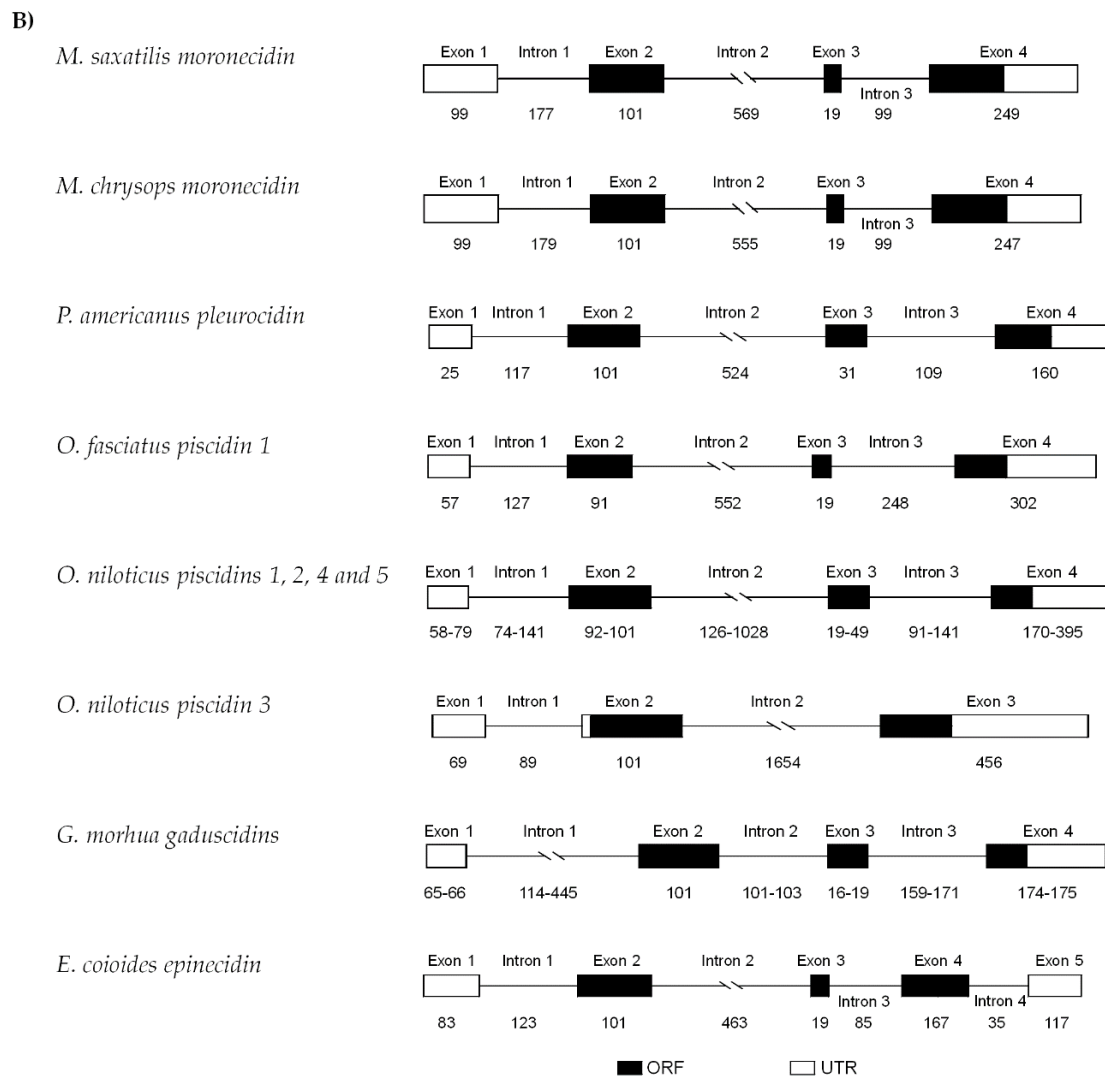 B)
M. saxatilis moronecidin
Exon 1 Intron 1 Exon 2 Intron 2 Exon 3 Exon 4
Intron 3
99 177 101 569 19 99 249
M. chrysops moronecidin
Exon 1 Intron 1 Exon 2 Intron 2 Exon 3 Exon 4
Intron 3
99 179 101 555 19 99 247
P. americanus pleurocidin
Exon 1 Intron 1 Exon 2 Intron 2 Exon 3 Intron 3 Exon 4
25 117 101 524 31 109 160
O. fasciatus piscidin 1
Exon 1 Intron 1 Exon 2 Intron 2 Exon 3 Intron 3 Exon 4
57 127 91 552 19 248 302
O. niloticus piscidins 1, 2, 4 and 5
Exon 1 Intron 1 Exon 2 Intron 2 Exon 3 Intron 3 Exon 4
58-79 74-141 92-101 126-1028 19-49 91-141 170-395
O. niloticus piscidin 3
Exon 1 Intron 1 Exon 2 Intron 2 Exon 3
69 89 101 1654 456
G. morhua gaduscidins
Exon 1 Intron 1 Exon 2 Intron 2 Exon 3 Intron 3 Exon 4
65-66 114-445 101 101-103 16-19 159-171 174-175
E. coioides epinecidin
Exon 1 Intron 1 Exon 2 Intron 2 Exon 3 Exon 4 Exon 5
Intron 3 Intron 4
83 123 101 463 19 85 167 35 117
ORF UTR